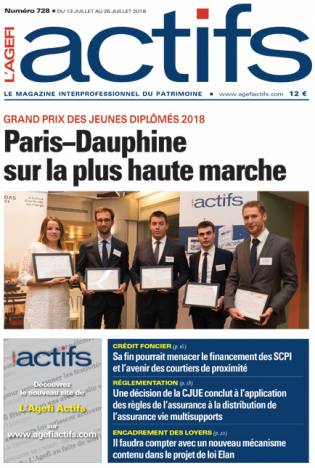 Numéro 728 • DU 13 JUILLET AU 26 JUILLET 2018
L'AGEFI
actifs
LE MAGAZINE INTERPROFESSIONNEL DU PATRIMOINE • www.agefiactifs.com 12 €
GRAND PRIX DES JEUNES DIPLÔMÉS 2018
Paris–Dauphine
sur la plus haute marche
actifs
actifs
Découvrez
le nouveau site de
L'Agefi Actifs
sur
www.agefiactifs.com
CRÉDIT FONCIER (p. 16)
Sa fin pourrait menacer le financement des SCPI
et l'avenir des courtiers de proximité
RÉGLEMENTATION (p. 18)
Une décision de la CJUE conclut à l'application
des règles de l'assurance à la distribution de
l'assurance vie multisupports
ENCADREMENT DES LOYERS (p. 22)
Il faudra compter avec un nouveau mécanisme
contenu dans le projet de loi Elan